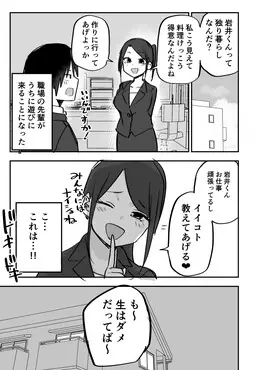 岩井くんって
独り暮らし
なんだ？
私こう見えて
料理けっこう
得意なんだよね
作りに行って
あげよっか
いいんですか！
職場の先輩が
うちに遊びに
来ることになった
岩井くん
お仕事
頑張ってるし
イイコト
教えてあげる♥
みんなには
ナイショね
ドキ
ドキ
ここ
これは…!!
も〜
生はダメ
だってば〜